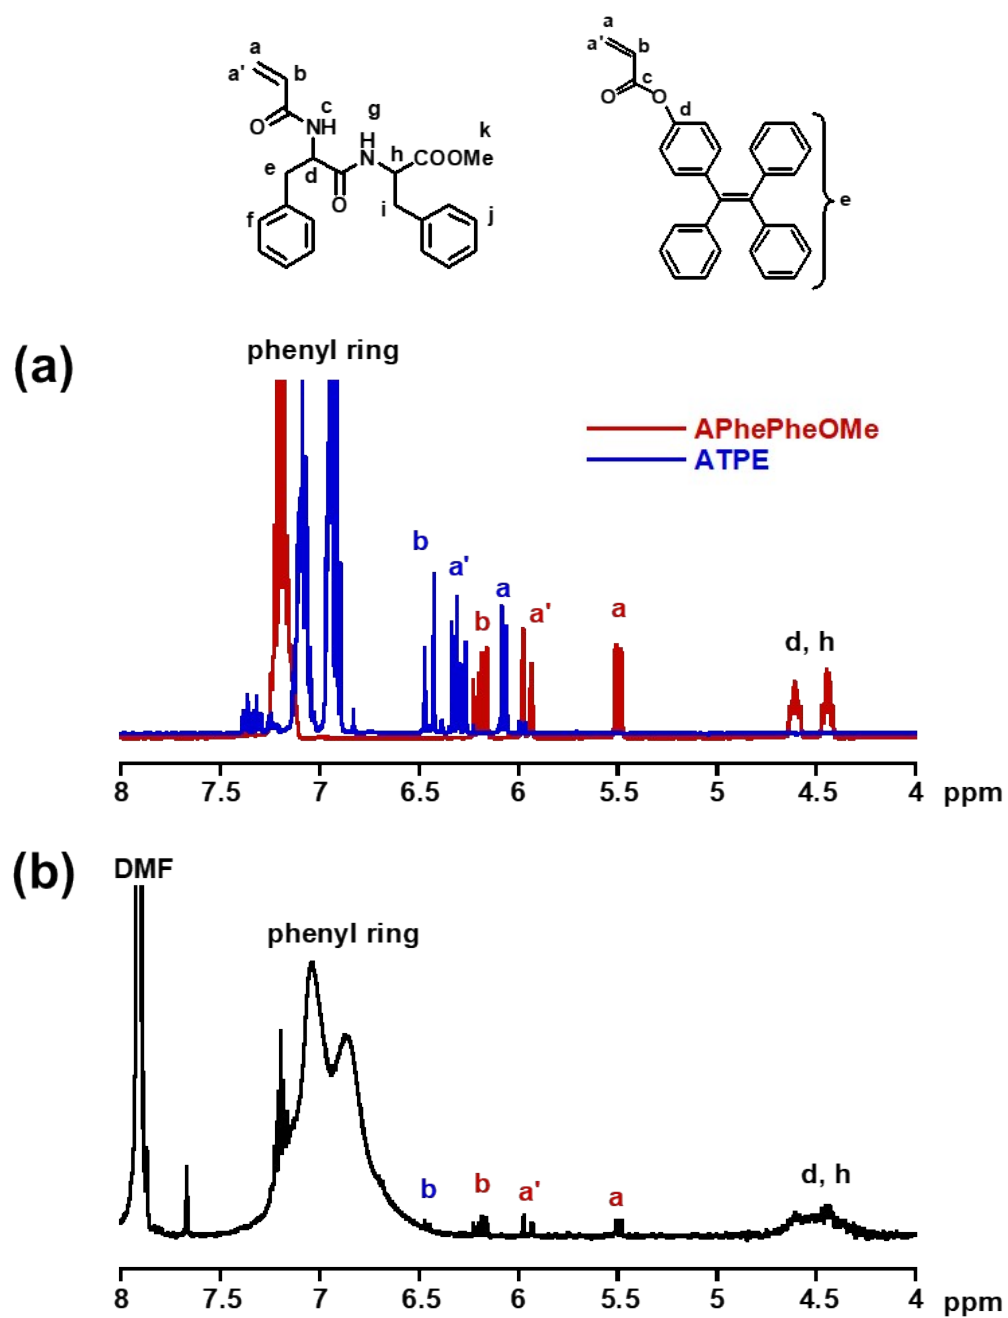 a
a' b
c
O NH
g
H
N
k
e d h COOMe
O
i
f j
a
a' b
c
O O
d
e
(a)
phenyl ring
APhePheOMe
ATPE
b a' a b a' a d, h
8 7.5 7 6.5 6 5.5 5 4.5 4 ppm
(b)
DMF
phenyl ring
b b a' a d, h
8 7.5 7 6.5 6 5.5 5 4.5 4 ppm